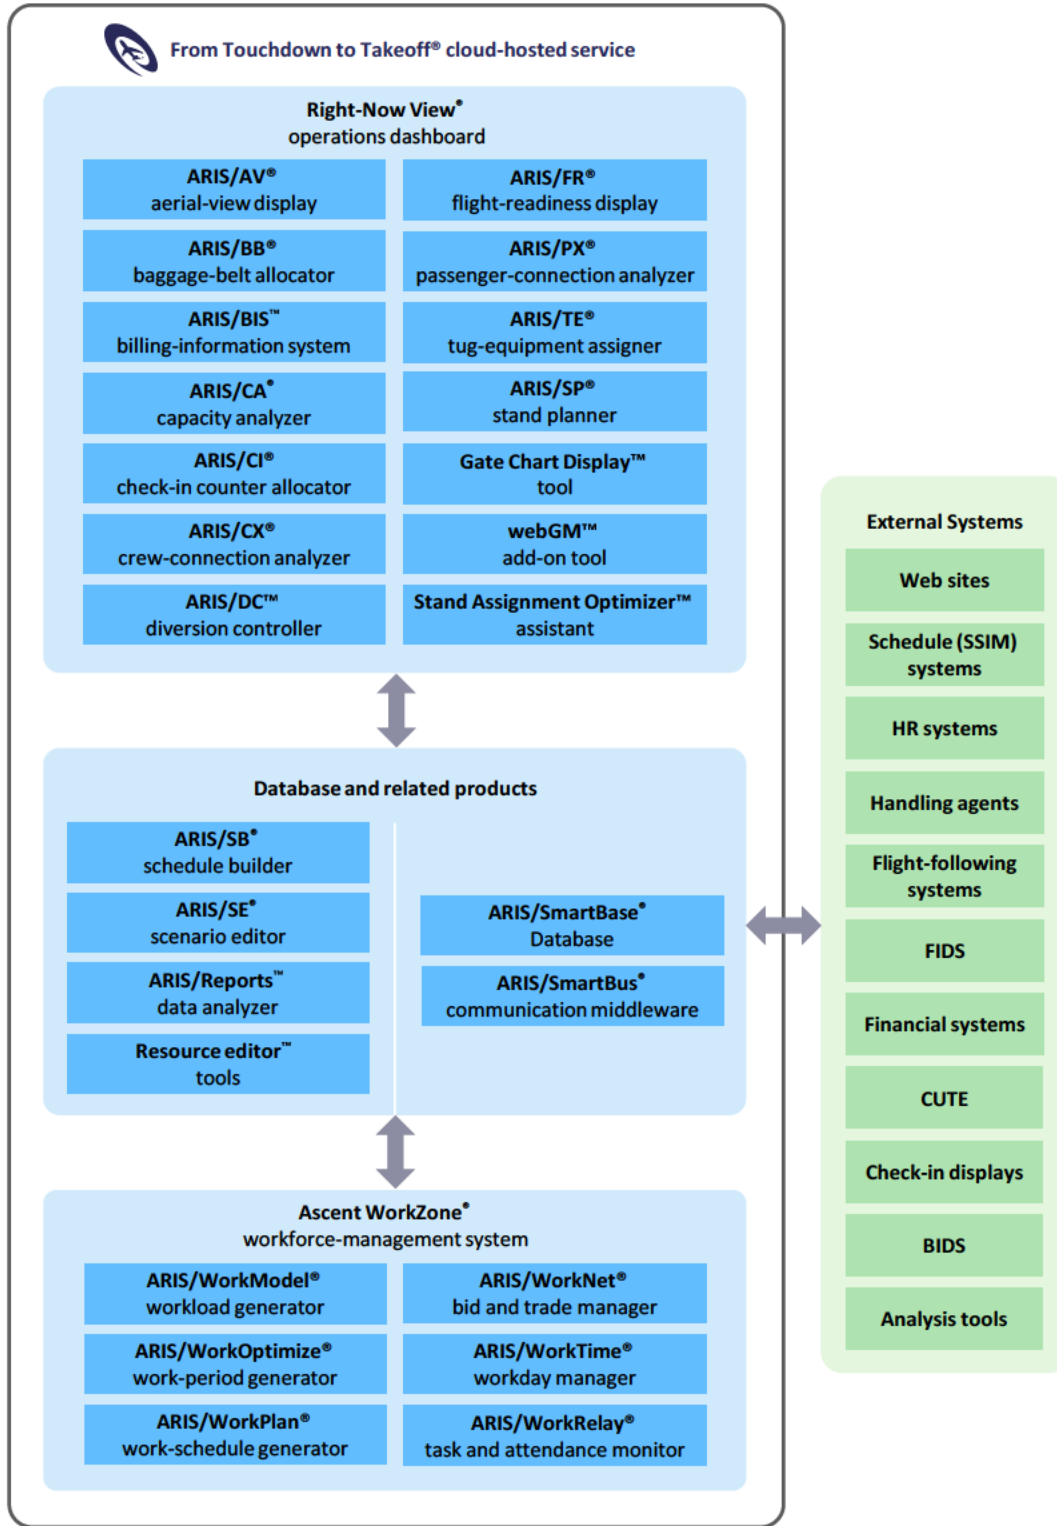 From Touchdown to Takeoff® cloud-hosted service
Right-Now View®
operations dashboard
ARIS/AV®
aerial-view display
ARIS/BB®
baggage-belt allocator
ARIS/BIS™
billing-information system
ARIS/CA®
capacity analyzer
ARIS/CI®
check-in counter allocator
ARIS/CX®
crew-connection analyzer
ARIS/DC™
diversion controller
ARIS/FR®
flight-readiness display
ARIS/PX®
passenger-connection analyzer
ARIS/TE®
tug-equipment assigner
ARIS/SP®
stand planner
Gate Chart Display™
tool
webGM™
add-on tool
Stand Assignment Optimizer™
assistant
Database and related products
ARIS/SB®
schedule builder
ARIS/SE®
scenario editor
ARIS/Reports™
data analyzer
Resource editor™
tools
ARIS/SmartBase®
Database
ARIS/SmartBus®
communication middleware
Ascent WorkZone®
workforce-management system
ARIS/WorkModel®
workload generator
ARIS/WorkOptimize®
work-period generator
ARIS/WorkPlan®
work-schedule generator
ARIS/WorkNet®
bid and trade manager
ARIS/WorkTime®
workday manager
ARIS/WorkRelay®
task and attendance monitor
External Systems
Web sites
Schedule (SSIM)
systems
HR systems
Handling agents
Flight-following
systems
FIDS
Financial systems
CUTE
Check-in displays
BIDS
Analysis tools